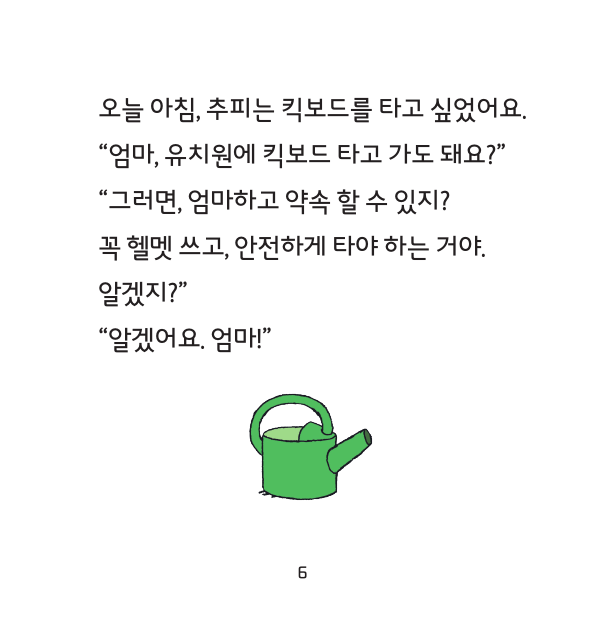 오늘 아침, 추피는 킥보드를 타고 싶었어요.
“엄마, 유치원에 킥보드 타고 가도 돼요?”
“그러면, 엄마하고 약속 할 수 있지?
꼭 헬멧 쓰고, 안전하게 타야 하는 거야.
알겠지?”
“알겠어요. 엄마!”
6